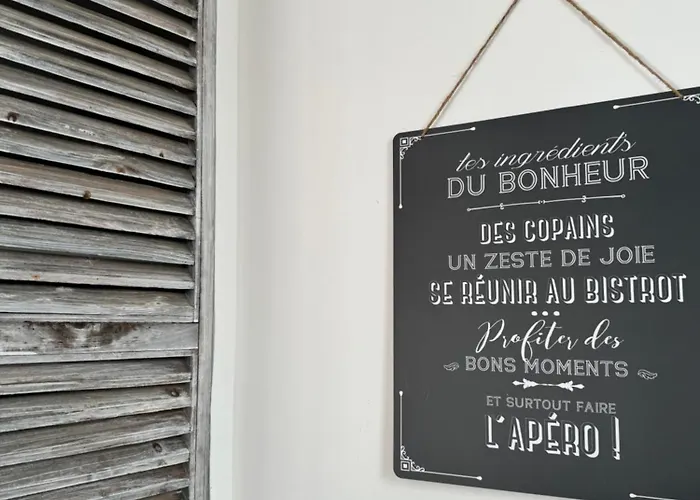 les ingrédients
DU BONHEUR
DES COPAINS
UN ZESTE DE JOIE
SE RÉUNIR AU BISTROT
...
Profiter des
BONS MOMENTS
ET SURTOUT FAIRE
L'APÉRO !